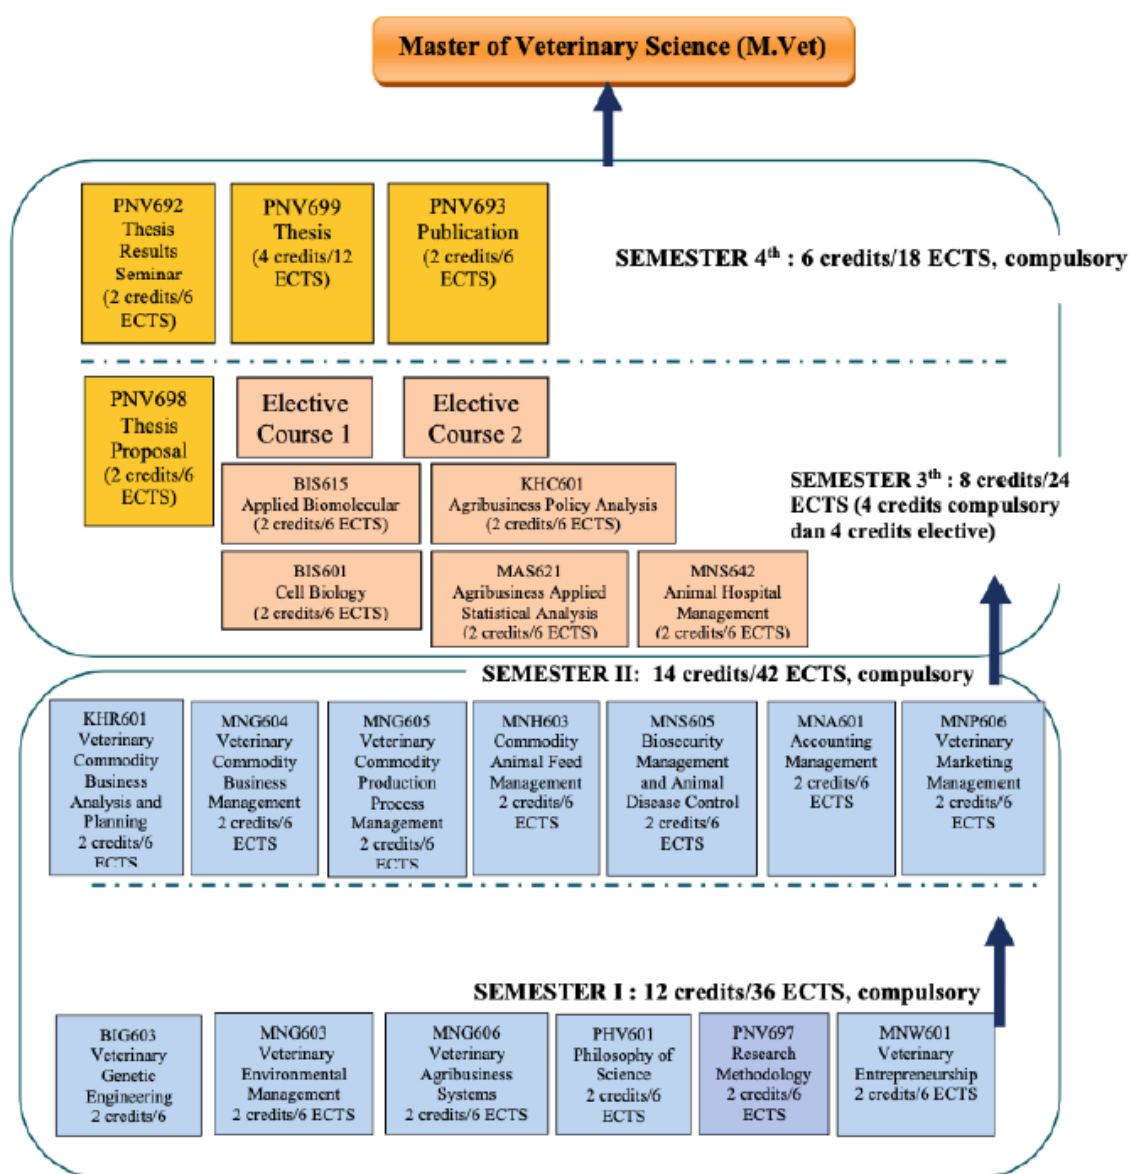 Master of Veterinary Science (M.Vet)
PNV692
Thesis
Results
Seminar
(2 credits/6
ECTS)
PNV699
Thesis
(4 credits/12
ECTS)
PNV693
Publication
(2 credits/6
ECTS)
SEMESTER 4th : 6 credits/18 ECTS, compulsory
PNV698
Thesis
Proposal
(2 credits/6
ECTS)
Elective
Course 1
Elective
Course 2
BIS615
Applied Biomolecular
(2 credits/6 ECTS)
KHC601
Agribusiness Policy Analysis
(2 credits/6 ECTS)
SEMESTER 3th : 8 credits/24
ECTS (4 credits compulsory
dan 4 credits elective)
BIS601
Cell Biology
(2 credits/6 ECTS)
MAS621
Agribusiness Applied
Statistical Analysis
(2 credits/6 ECTS)
MNS642
Animal Hospital
Management
(2 credits/6 ECTS)
SEMESTER II: 14 credits/42 ECTS, compulsory
KHR601
Veterinary
Commodity
Business
Analysis and
Planning
2 credits/6
ECTS
MNG604
Veterinary
Commodity
Business
Management
2 credits/6
ECTS
MNG605
Veterinary
Commodity
Production
Process
Management
2 credits/6
ECTS
MNH603
Commodity
Animal Feed
Management
2 credits/6
ECTS
MNS605
Biosecurity
Management
and Animal
Disease Control
2 credits/6
ECTS
MNA601
Accounting
Management
2 credits/6
ECTS
MNP606
Veterinary
Marketing
Management
2 credits/6
ECTS
SEMESTER I : 12 credits/36 ECTS, compulsory
BIG603
Veterinary
Genetic
Engineering
2 credits/6
MNG603
Veterinary
Environmental
Management
2 credits/6 ECTS
MNG606
Veterinary
Agribusiness
Systems
2 credits/6 ECTS
PHV601
Philosophy of
Science
2 credits/6
ECTS
PNV697
Research
Methodology
2 credits/6
ECTS
MNW601
Veterinary
Entrepreneurship
2 credits/6 ECTS